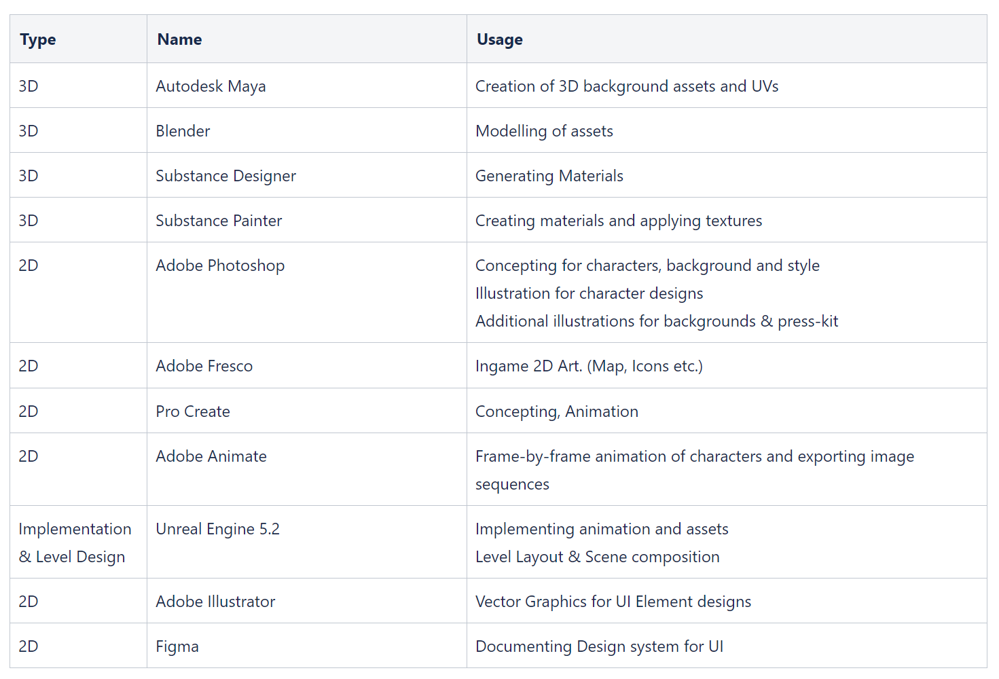 Type Name Usage
3D Autodesk Maya Creation of 3D background assets and UVs
3D Blender Modelling of assets
3D Substance Designer Generating Materials
3D Substance Painter Creating materials and applying textures
2D Adobe Photoshop Concepting for characters, background and style
Illustration for character designs
Additional illustrations for backgrounds & press-kit
2D Adobe Fresco Ingame 2D Art. (Map, Icons etc.)
2D Pro Create Concepting, Animation
2D Adobe Animate Frame-by-frame animation of characters and exporting image
sequences
Implementation Unreal Engine 5.2 Implementing animation and assets
& Level Design Level Layout & Scene composition
2D Adobe Illustrator Vector Graphics for UI Element designs
2D Figma Documenting Design system for UI